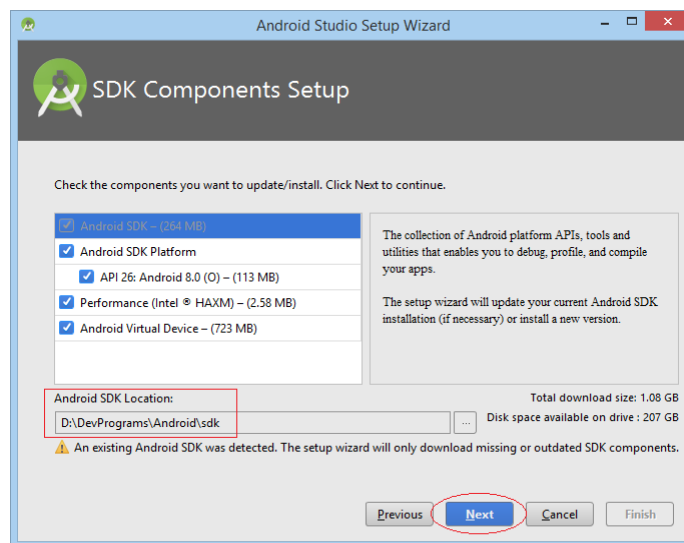 Android Studio Setup Wizard
SDK Components Setup
Check the components you want to update/install. Click Next to continue.
Android SDK – (264 MB)
Android SDK Platform
API 26: Android 8.0 (O) – (113 MB)
Performance (Intel ® HAXM) – (2.58 MB)
Android Virtual Device – (723 MB)
The collection of Android platform APIs, tools and
utilities that enables you to debug, profile, and compile
your apps.
The setup wizard will update your current Android SDK
installation (if necessary) or install a new version.
Android SDK Location:
D:\DevPrograms\Android\sdk
...
Total download size: 1.08 GB
Disk space available on drive : 207 GB
An existing Android SDK was detected. The setup wizard will only download missing or outdated SDK components.
Previous
Next
Cancel
Finish